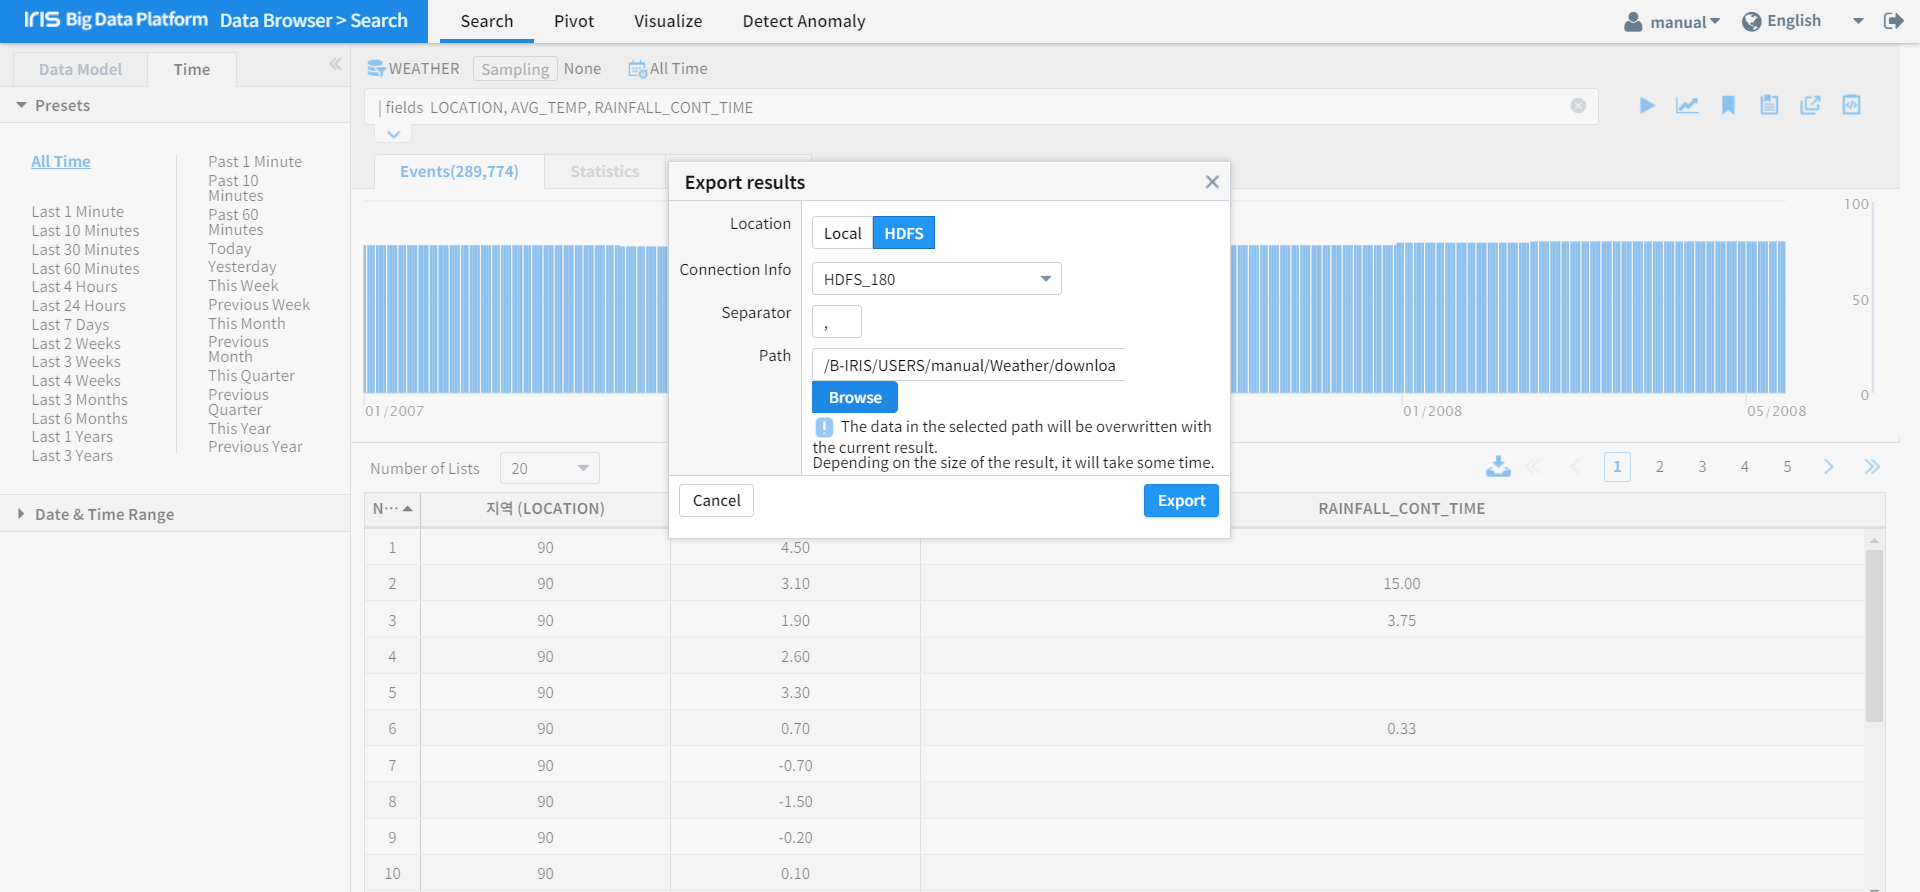 IRIS Big Data Platform Data Browser > Search
Search Pivot Visualize Detect Anomaly
manual English
Data Model Time
WEATHER Sampling None All Time
Presets
| fields LOCATION, AVG_TEMP, RAINFALL_CONT_TIME
All Time
Last 1 Minute
Last 10 Minutes
Last 30 Minutes
Last 60 Minutes
Last 4 Hours
Last 24 Hours
Last 7 Days
Last 2 Weeks
Last 3 Weeks
Last 4 Weeks
Last 3 Months
Last 6 Months
Last 1 Years
Last 3 Years
Past 1 Minute
Past 10
Minutes
Past 60
Minutes
Today
Yesterday
This Week
Previous Week
This Month
Previous
Month
This Quarter
Previous
Quarter
This Year
Previous Year
Date & Time Range
Events(289,774) Statistics
100
50
0
01/2007 01/2008 05/2008
Export results
Location Local HDFS
Connection Info HDFS_180
Separator ,
Path /B-IRIS/USERS/manual/Weather/downloa
Browse
! The data in the selected path will be overwritten with
the current result.
Depending on the size of the result, it will take some time.
Cancel Export
Number of Lists 20
1 2 3 4 5
N··· 지역 (LOCATION) RAINFALL_CONT_TIME
1 90 4.50
2 90 3.10 15.00
3 90 1.90 3.75
4 90 2.60
5 90 3.30
6 90 0.70 0.33
7 90 -0.70
8 90 -1.50
9 90 -0.20
10 90 0.10